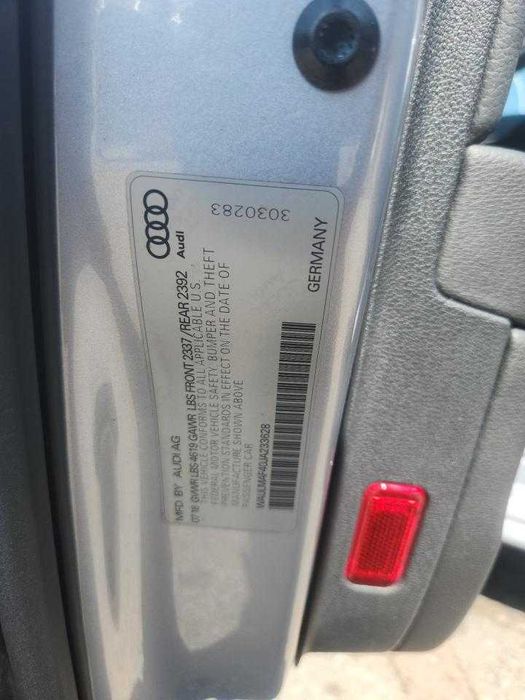 Audi
3030283
MFD. BY AUDI AG
07/18 GVWR LBS 4619 GAWR LBS FRONT 2337/REAR 2392
THIS VEHICLE CONFORMS TO ALL APPLICABLE U.S.
FEDERAL MOTOR VEHICLE SAFETY, BUMPER AND THEFT
PREVENTION STANDARDS IN EFFECT ON THE DATE OF
MANUFACTURE SHOWN ABOVE
PASSENGER CAR
GERMANY
WAULMAF40JA233628